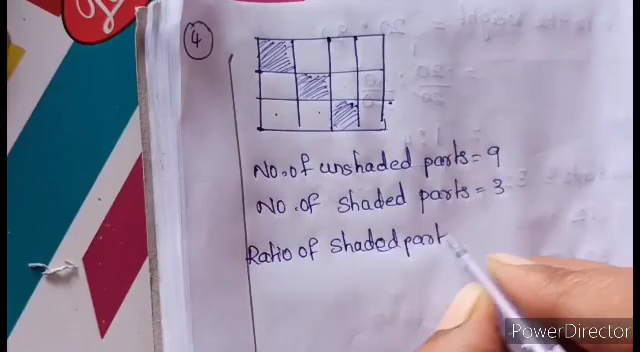 4
No. of unshaded parts = 9
No. of shaded parts = 3
Ratio of shaded part
PowerDirector